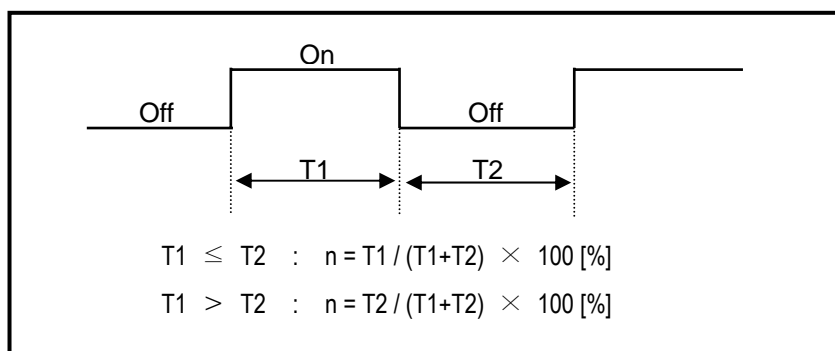 On
Off
Off
T1
T2
T1 ≦ T2 : n = T1 / (T1+T2) × 100 [%]
T1 > T2 : n = T2 / (T1+T2) × 100 [%]